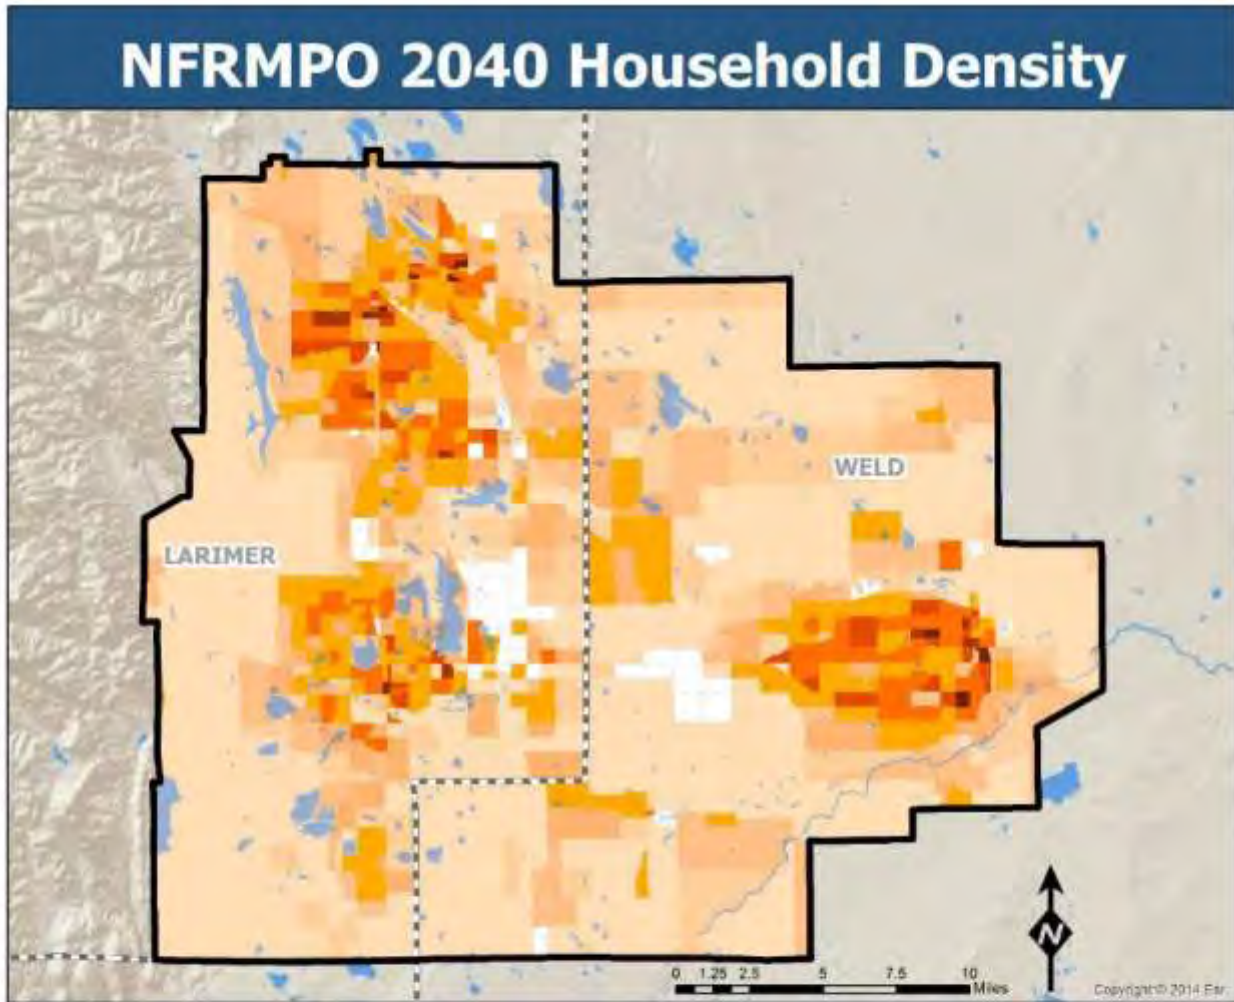 NFRMPO 2040 Household Density
WELD
LARIMER
N
0 1.25 2.5 5 7.5 10
Miles
Copyright:© 2014 Esri